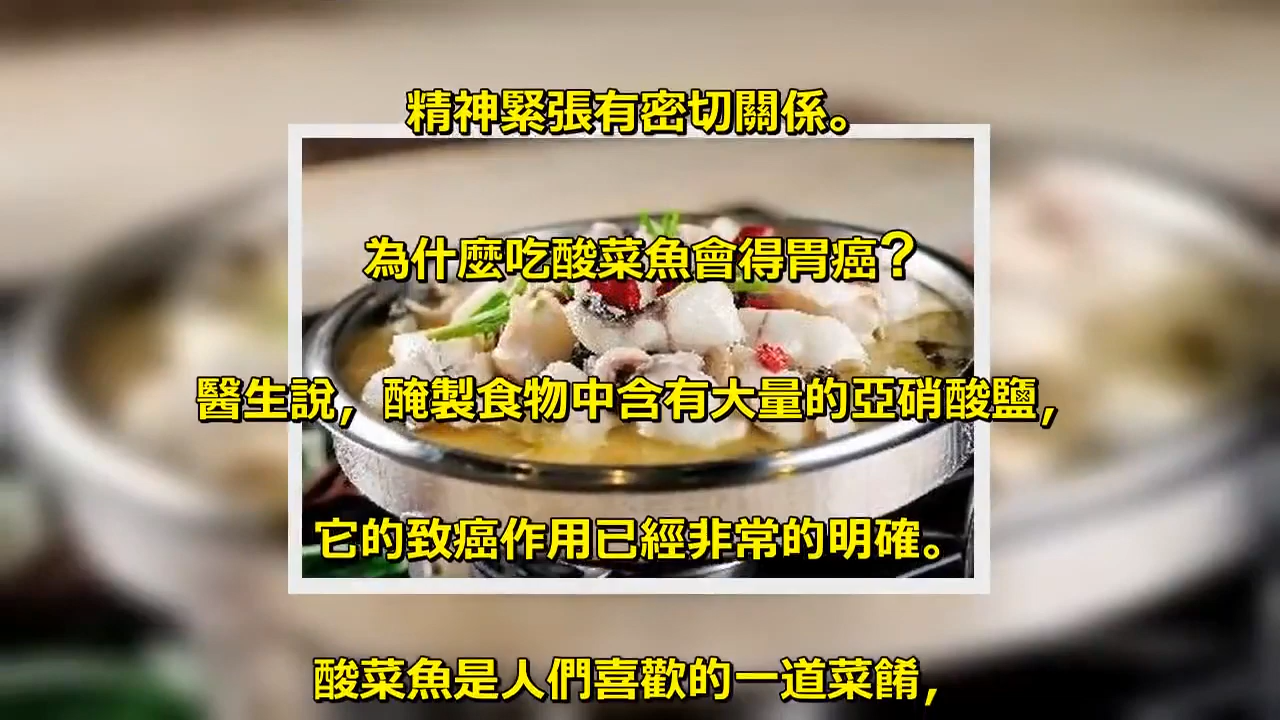 精神緊張有密切關係。
為什麼吃酸菜魚會得胃癌？
醫生說，醃製食物中含有大量的亞硝酸鹽，
它的致癌作用已經非常的明確。
酸菜魚是人們喜歡的一道菜餚，